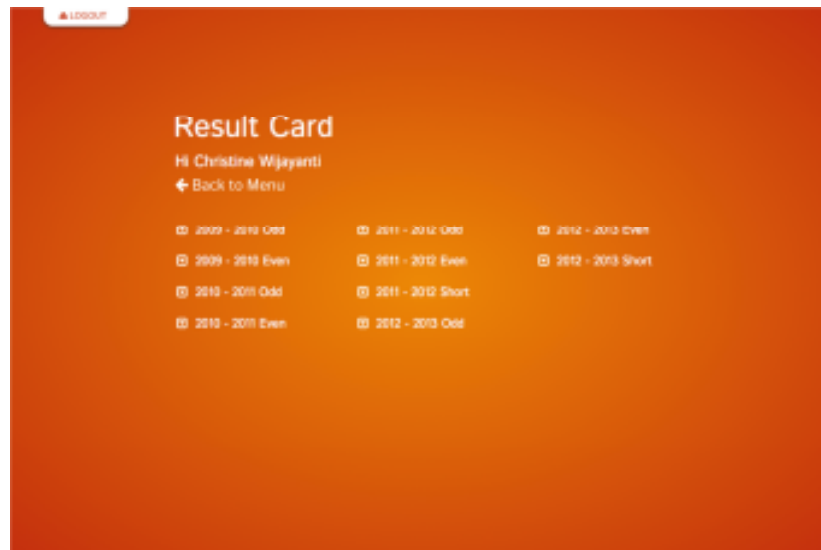 LOGOUT
Result Card
Hi Christine Wijayanti
Back to Menu
2009 - 2010 Odd
2009 - 2010 Even
2010 - 2011 Odd
2010 - 2011 Even
2011 - 2012 Odd
2011 - 2012 Even
2011 - 2012 Short
2012 - 2013 Odd
2012 - 2013 Even
2012 - 2013 Short